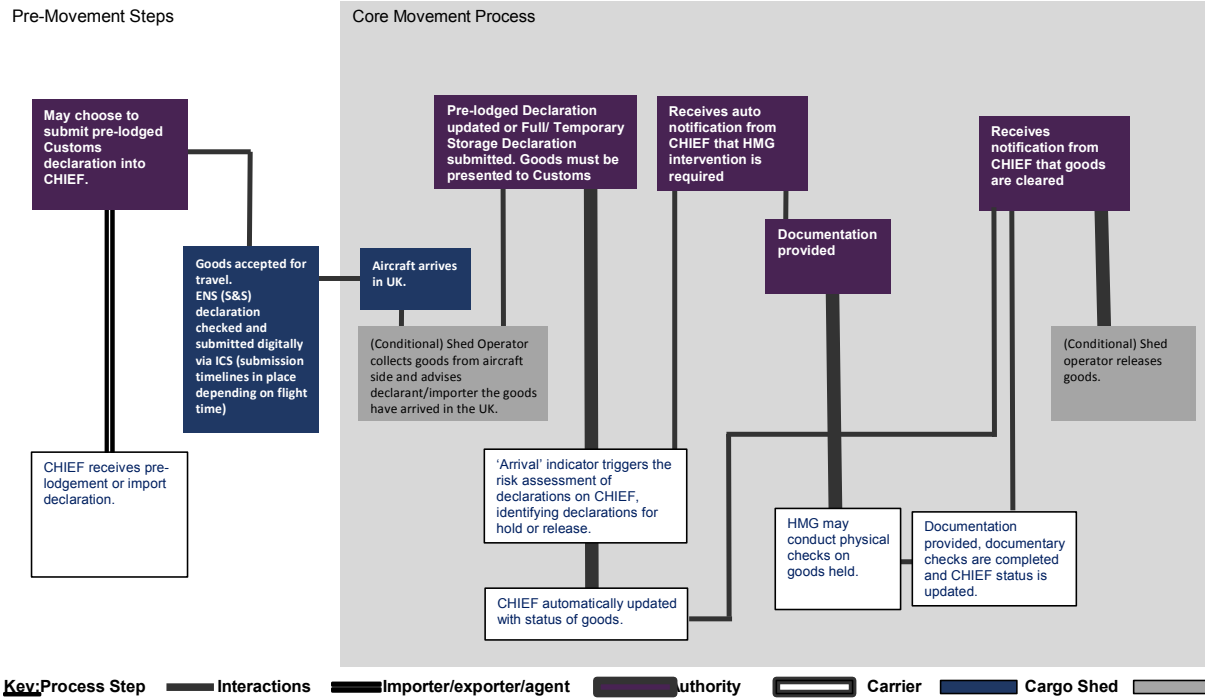 Pre-Movement Steps
Core Movement Process
May choose to
submit pre-lodged
Customs
declaration into
CHIEF.
Goods accepted for
travel.
ENS (S&S)
declaration
checked and
submitted digitally
via ICS (submission
timelines in place
depending on flight
time)
CHIEF receives pre-
lodgement or import
declaration.
Aircraft arrives
in UK.
(Conditional) Shed Operator
collects goods from aircraft
side and advises
declarant/importer the goods
have arrived in the UK.
Pre-lodged Declaration
updated or Full/ Temporary
Storage Declaration
submitted. Goods must be
presented to Customs
Receives auto
notification from
CHIEF that HMG
intervention is
required
Documentation
provided
Receives
notification from
CHIEF that goods
are cleared
(Conditional) Shed
operator releases
goods.
‘Arrival’ indicator triggers the
risk assessment of
declarations on CHIEF,
identifying declarations for
hold or release.
CHIEF automatically updated
with status of goods.
HMG may
conduct physical
checks on
goods held.
Documentation
provided, documentary
checks are completed
and CHIEF status is
updated.
Key:Process Step Interactions Importer/exporter/agent Authority Carrier Cargo Shed